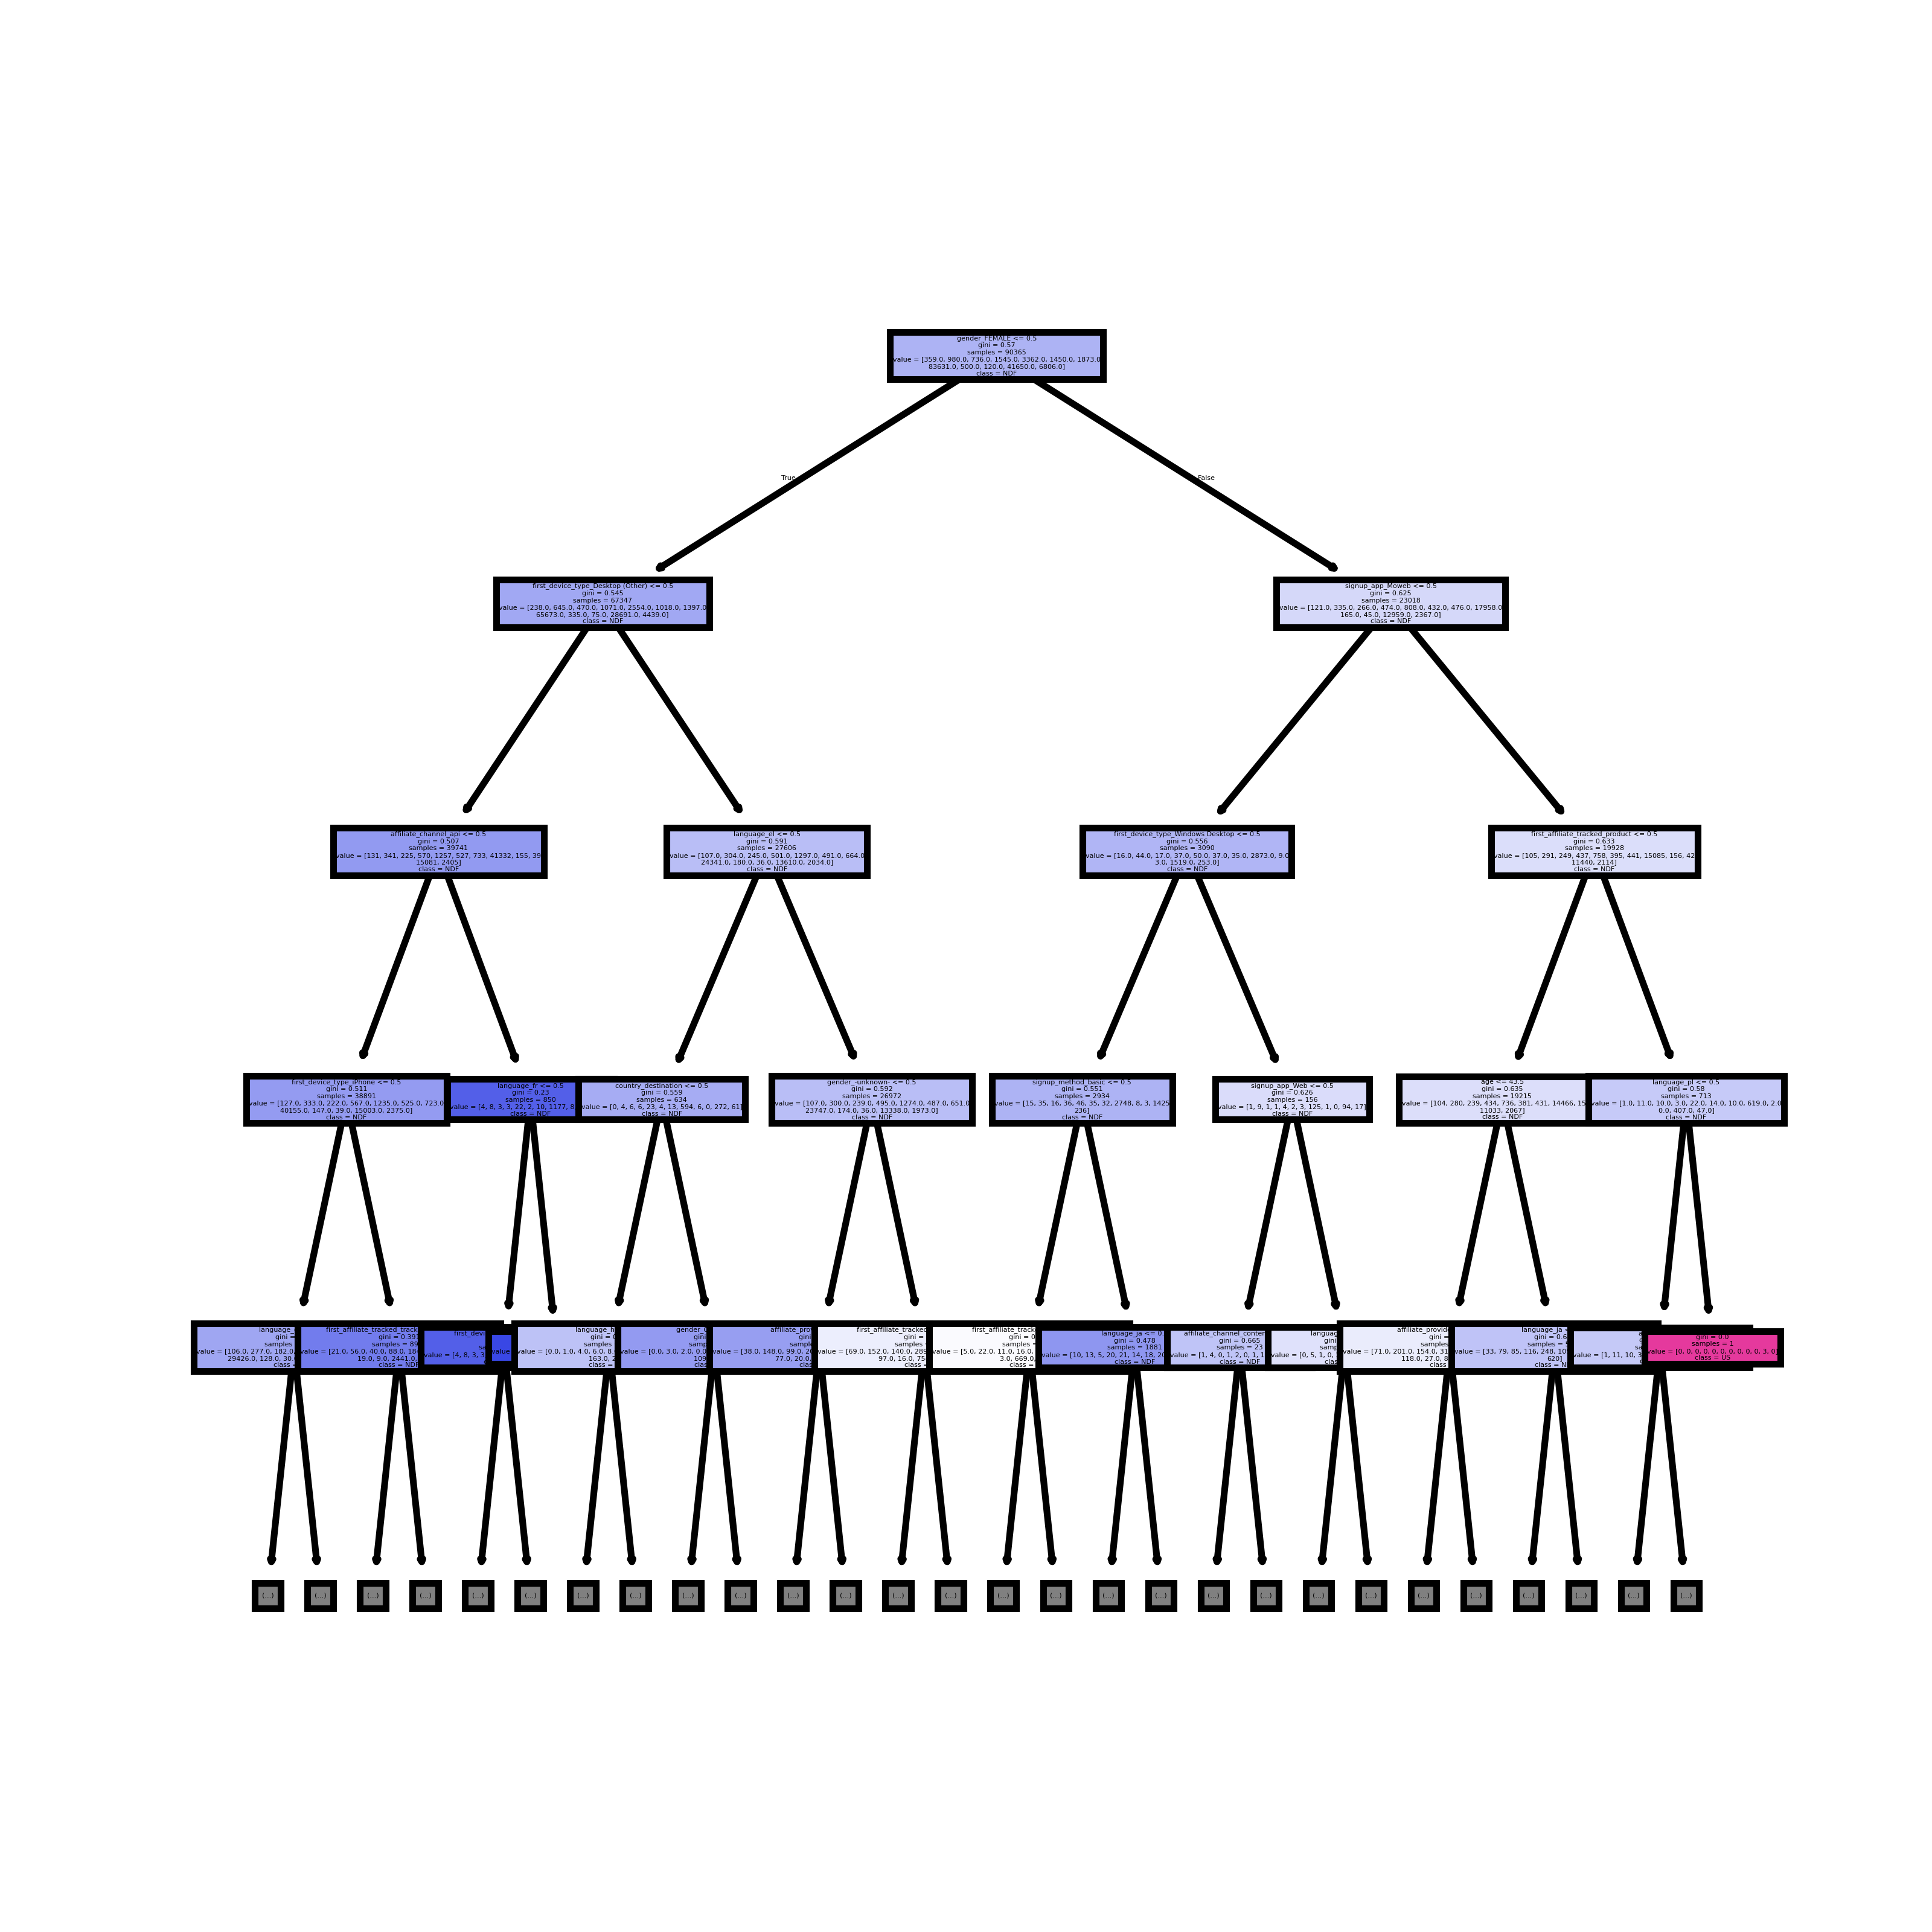 gender_FEMALE <= 0.5
gini = 0.57
samples = 90365
value = [359.0, 980.0, 736.0, 1545.0, 3362.0, 1450.0, 1873.0
83631.0, 500.0, 120.0, 41650.0, 6806.0]
class = NDF
True
False
first_device_type_Desktop (Other) <= 0.5
gini = 0.545
samples = 67347
value = [238.0, 645.0, 470.0, 1071.0, 2554.0, 1018.0, 1397.0
65673.0, 335.0, 75.0, 28691.0, 4439.0]
class = NDF
signup_app_Moweb <= 0.5
gini = 0.625
samples = 23018
value = [121.0, 335.0, 266.0, 474.0, 808.0, 432.0, 476.0, 17958.0
165.0, 45.0, 12959.0, 2367.0]
class = NDF
affiliate_channel_api <= 0.5
gini = 0.507
samples = 39741
value = [131, 341, 225, 570, 1257, 527, 733, 41332, 155, 39
15081, 2405]
class = NDF
language_el <= 0.5
gini = 0.591
samples = 27606
value = [107.0, 304.0, 245.0, 501.0, 1297.0, 491.0, 664.0
24341.0, 180.0, 36.0, 13610.0, 2034.0]
class = NDF
first_device_type_Windows Desktop <= 0.5
gini = 0.556
samples = 3090
value = [16.0, 44.0, 17.0, 37.0, 50.0, 37.0, 35.0, 2873.0, 9.0
3.0, 1519.0, 253.0]
class = NDF
first_affiliate_tracked_product <= 0.5
gini = 0.633
samples = 19928
value = [105, 291, 249, 437, 758, 395, 441, 15085, 156, 42
11440, 2114]
class = NDF
first_device_type_iPhone <= 0.5
gini = 0.511
samples = 38891
value = [127.0, 333.0, 222.0, 567.0, 1235.0, 525.0, 723.0
40155.0, 147.0, 39.0, 15003.0, 2375.0]
class = NDF
language_fr <= 0.5
gini = 0.23
samples = 850
value = [4, 8, 3, 3, 22, 2, 10, 1177, 8,
class = NDF
country_destination <= 0.5
gini = 0.559
samples = 634
value = [0, 4, 6, 6, 23, 4, 13, 594, 6, 0, 272, 61]
class = NDF
gender_-unknown- <= 0.5
gini = 0.592
samples = 26972
value = [107.0, 300.0, 239.0, 495.0, 1274.0, 487.0, 651.0
23747.0, 174.0, 36.0, 13338.0, 1973.0]
class = NDF
signup_method_basic <= 0.5
gini = 0.551
samples = 2934
value = [15, 35, 16, 36, 46, 35, 32, 2748, 8, 3, 1425
236]
class = NDF
signup_app_Web <= 0.5
gini = 0.626
samples = 156
value = [1, 9, 1, 1, 4, 2, 3, 125, 1, 0, 94, 17]
class = NDF
age <= 43.5
gini = 0.635
samples = 19215
value = [104, 280, 239, 434, 736, 381, 431, 14466, 15
11033, 2067]
class = NDF
language_pl <= 0.5
gini = 0.58
samples = 713
value = [1.0, 11.0, 10.0, 3.0, 22.0, 14.0, 10.0, 619.0, 2.0
0.0, 407.0, 47.0]
class = NDF
language_
gini =
samples
value = [106.0, 277.0, 182.0,
29426.0, 128.0, 30.
class
first_affiliate_tracked_track
gini = 0.391
samples = 89
value = [21.0, 56.0, 40.0, 88.0, 18
19.0, 9.0, 2441.0,
class = NDF
first_devi
value = [4, 8, 3, 3
value
language_h
gini =
samples
value = [0.0, 1.0, 4.0, 6.0, 8.
163.0, 2
class
gender_
gini
samp
value = [0.0, 3.0, 2.0, 0.0
109
class
affiliate_prov
gini
samples
value = [38.0, 148.0, 99.0, 20
77.0, 20.0,
class
first_affiliate_tracked
gini =
samples
value = [69.0, 152.0, 140.0, 289
97.0, 16.0, 75
class
first_affiliate_track
gini = 0.
samples =
value = [5.0, 22.0, 11.0, 16.0,
3.0, 669.0,
class =
language_ja <= 0.
gini = 0.478
samples = 1881
value = [10, 13, 5, 20, 21, 14, 18, 20
class = NDF
affiliate_channel_conten
gini = 0.665
samples = 23
value = [1, 4, 0, 1, 2, 0, 1, 1
class = NDF
languag
gini
samp
value = [0, 5, 1, 0,
class
affiliate_provide
gini =
samples
value = [71.0, 201.0, 154.0, 31
118.0, 27.0, 8
class
language_ja
gini = 0.6
samples =
value = [33, 79, 85, 116, 248, 10
620]
class = N
value = [1, 11, 10, 3
gini = 0.0
samples = 1
value = [0, 0, 0, 0, 0, 0, 0, 0, 0, 0, 3, 0]
class = US
(...) (...) (...) (...) (...) (...) (...) (...) (...) (...) (...) (...) (...) (...) (...) (...) (...) (...) (...) (...) (...) (...) (...) (...) (...) (...) (...) (...)